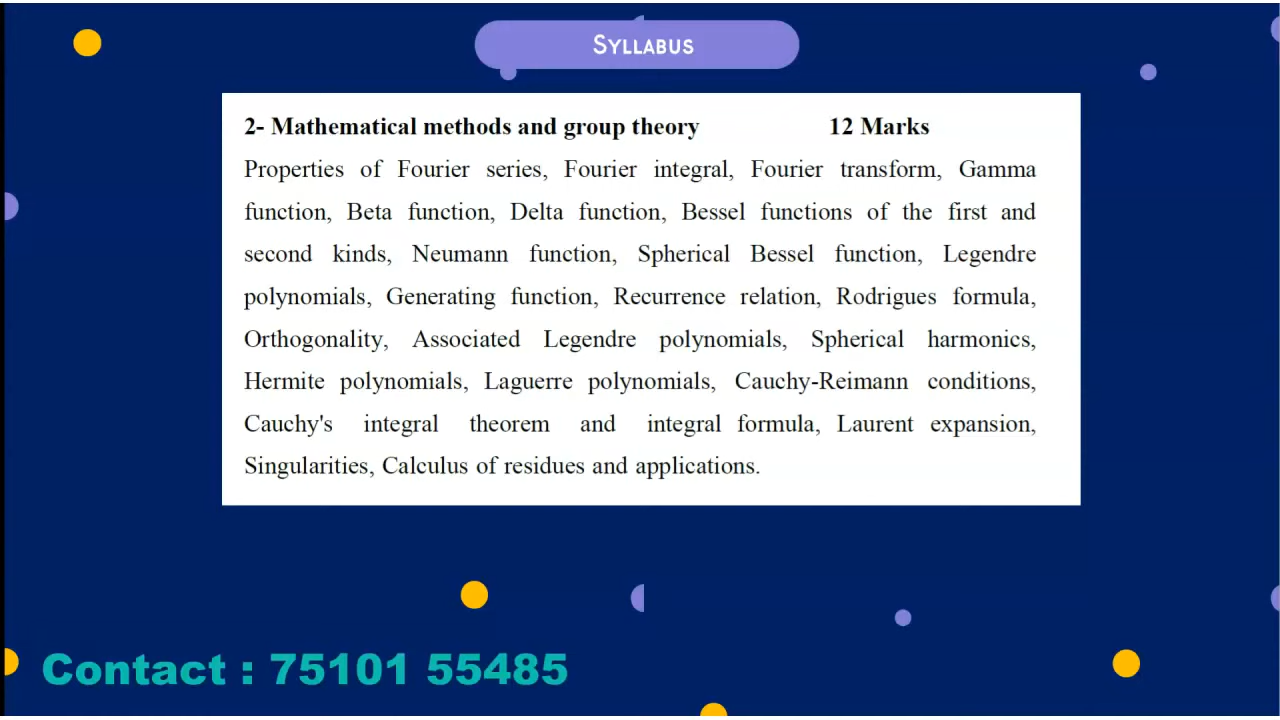 SYLLABUS
2- Mathematical methods and group theory 12 Marks
Properties of Fourier series, Fourier integral, Fourier transform, Gamma
function, Beta function, Delta function, Bessel functions of the first and
second kinds, Neumann function, Spherical Bessel function, Legendre
polynomials, Generating function, Recurrence relation, Rodrigues formula,
Orthogonality, Associated Legendre polynomials, Spherical harmonics,
Hermite polynomials, Laguerre polynomials, Cauchy-Reimann conditions,
Cauchy's integral theorem and integral formula, Laurent expansion,
Singularities, Calculus of residues and applications.
Contact : 75101 55485